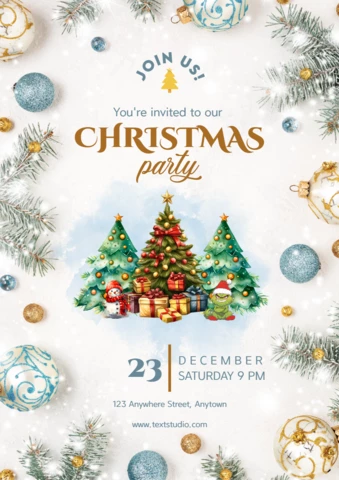 JOIN US!
You're invited to our
CHRISTMAS
party
23
DECEMBER
SATURDAY 9 PM
123 Anywhere Street, Anytown
www.textstudio.com